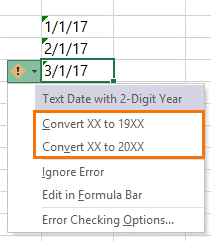 1/1/17
2/1/17
3/1/17
Text Date with 2-Digit Year
Convert XX to 19XX
Convert XX to 20XX
Ignore Error
Edit in Formula Bar
Error Checking Options...